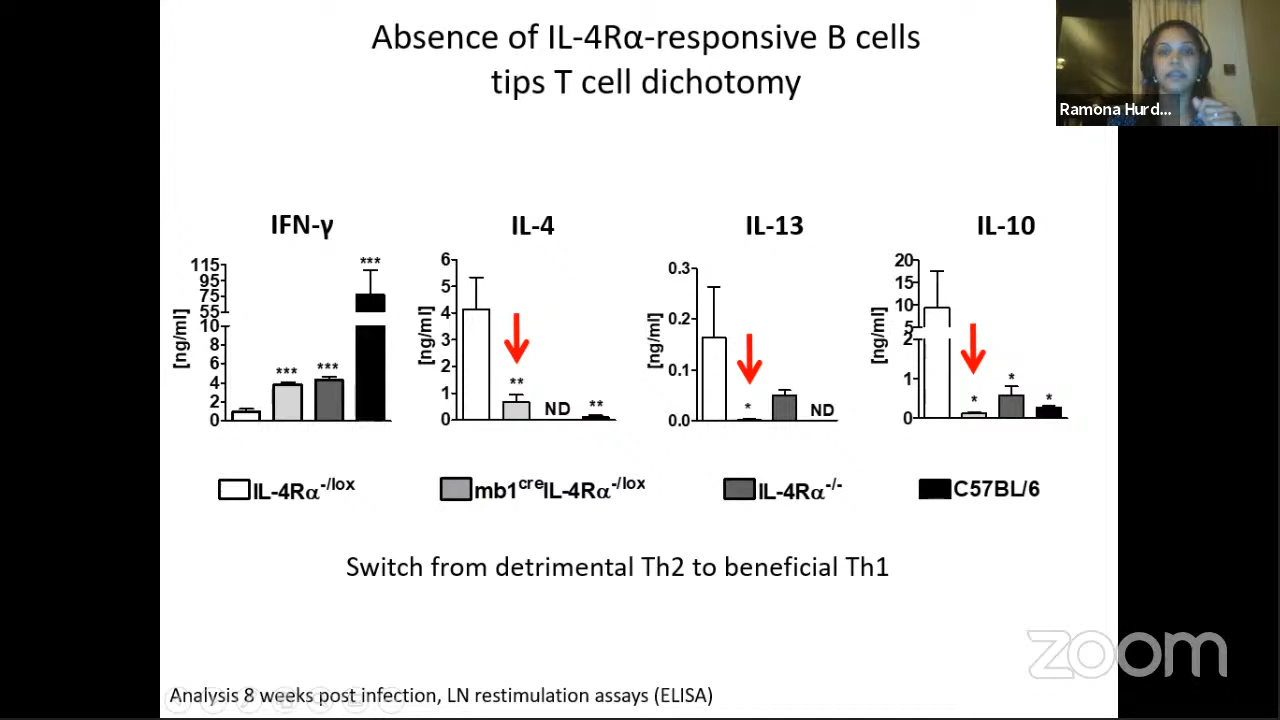 Absence of IL-4Rα-responsive B cells
tips T cell dichotomy
Ramona Hurd...
IFN-γ
IL-4
IL-13
IL-10
[ng/ml]
115
95
75
55
10
8
6
4
2
0
***
***
***
[ng/ml]
6
5
4
3
2
1
0
**
ND
**
[ng/ml]
0.3
0.2
0.1
0.0
*
ND
[ng/ml]
20
15
10
5
2
1
0
*
*
*
IL-4Rα-/lox
mb1creIL-4Rα-/lox
IL-4Rα-/-
C57BL/6
Switch from detrimental Th2 to beneficial Th1
zoom
Analysis 8 weeks post infection, LN restimulation assays (ELISA)